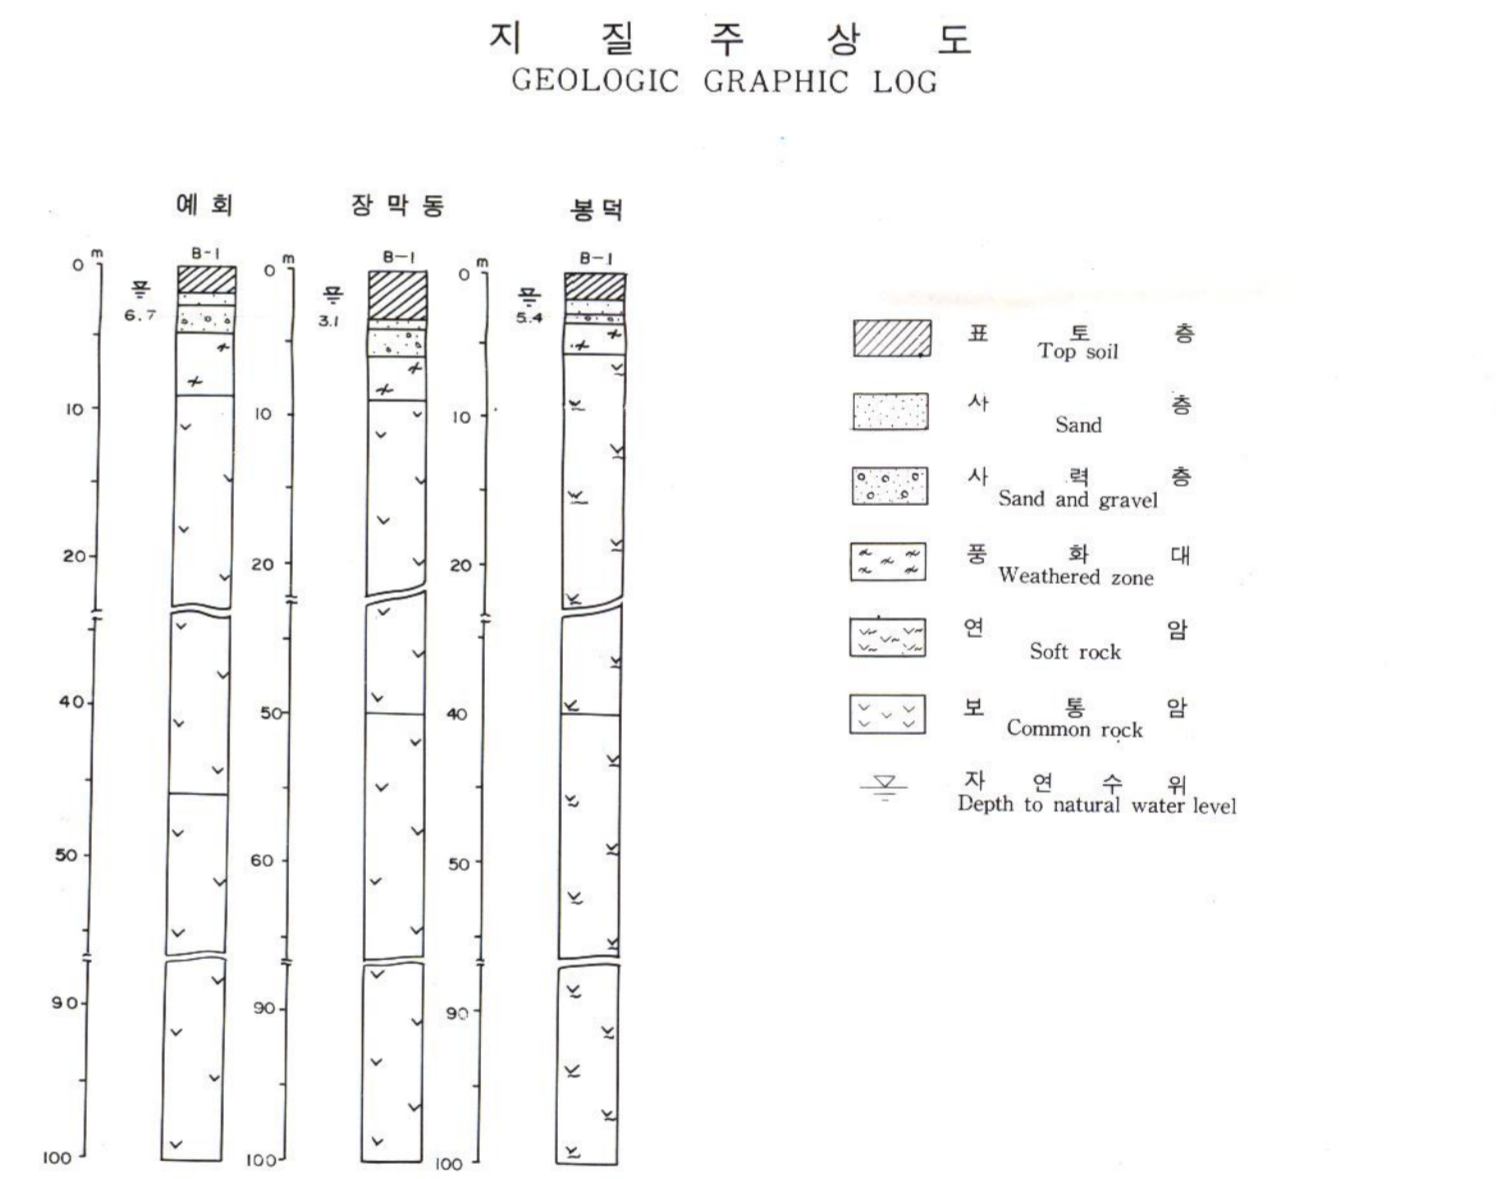 지 질 주 상 도
GEOLOGIC GRAPHIC LOG
예 회
장 막 동
봉 덕
m
B-1
m
B-1
m
B-1
0
0
0
6.7
3.1
5.4
10
10
10
20
20
20
40
50
40
50
60
50
90
90
90
100
100
100
표 토 층
Top soil
사 층
Sand
사 력 층
Sand and gravel
풍 화 대
Weathered zone
연 암
Soft rock
보 통 암
Common rock
자 연 수 위
Depth to natural water level